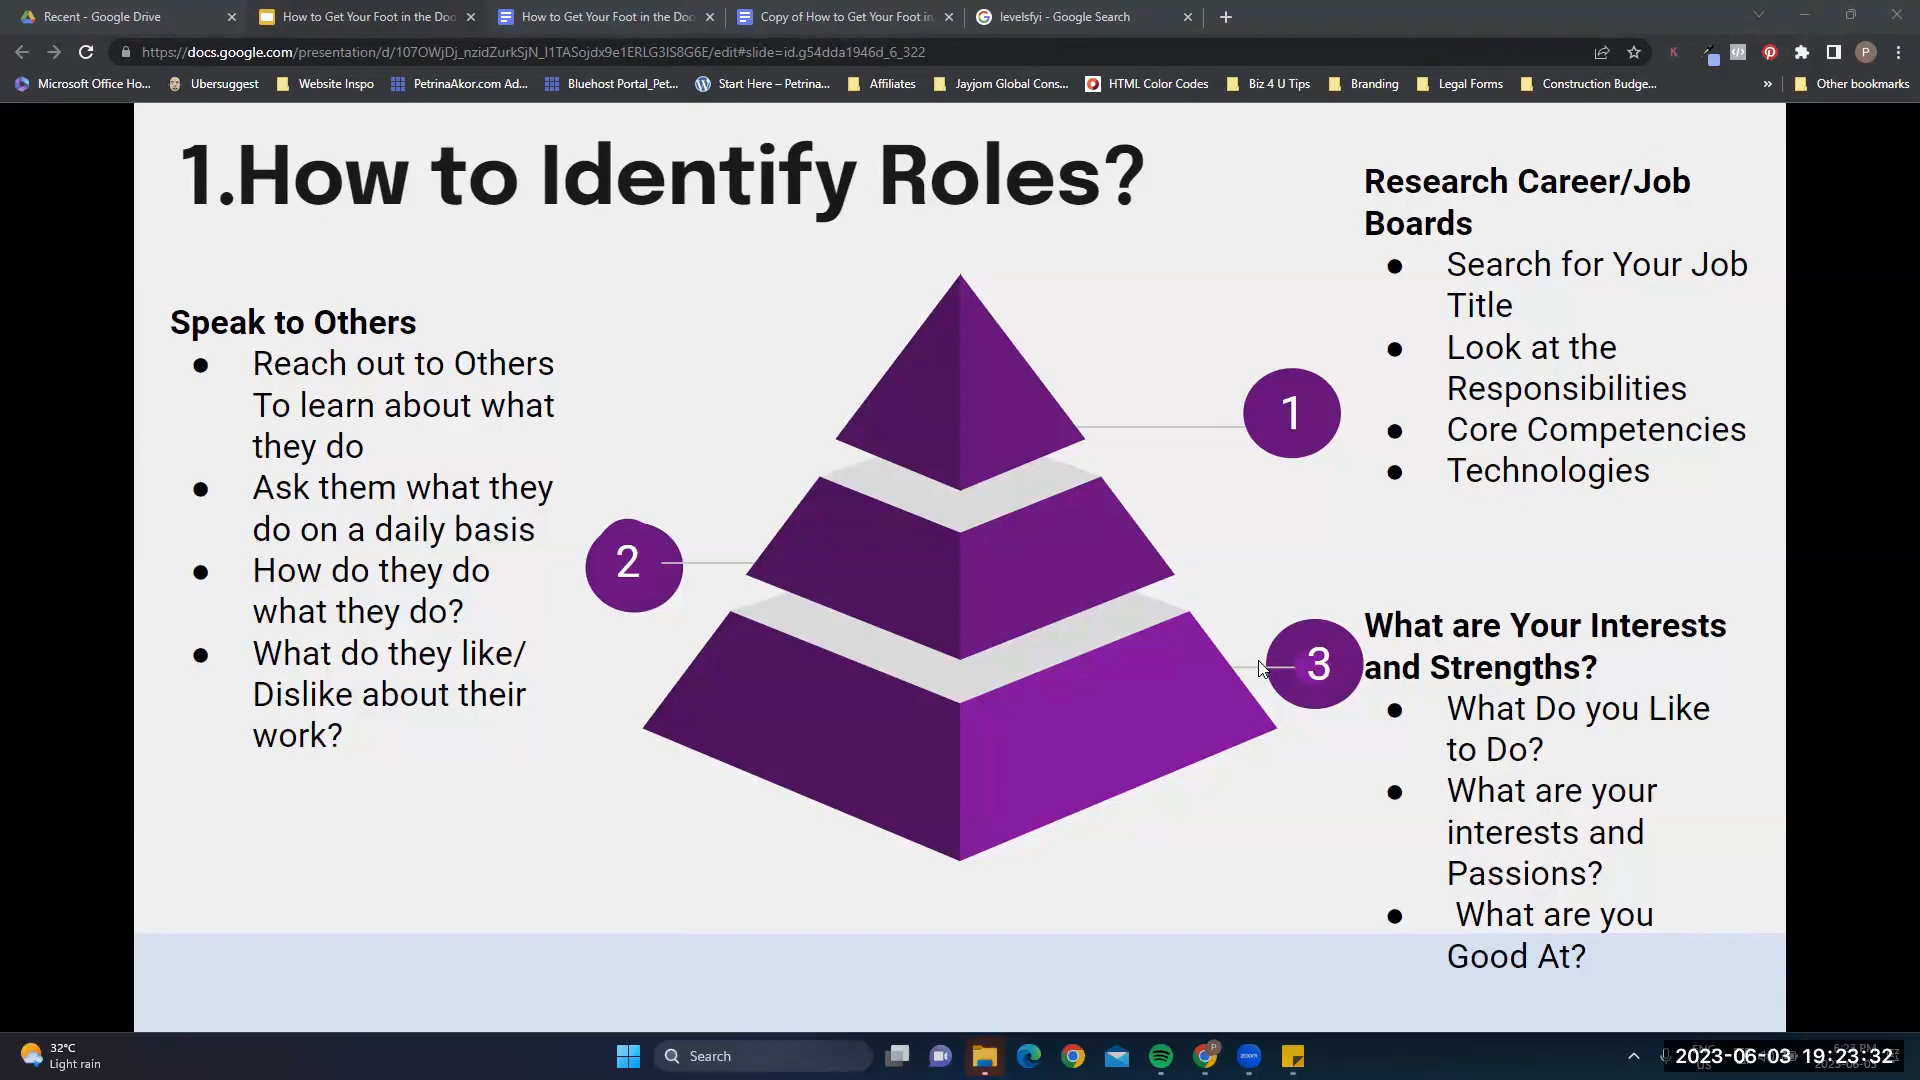 Recent - Google Drive
How to Get Your Foot in the Doo
How to Get Your Foot in the Doo
Copy of How to Get Your Foot in
levelsfyi - Google Search
https://docs.google.com/presentation/d/107OWjDj_nzidZurkSjN_I1TASojdx9e1ERLG3IS8G6E/edit#slide=id.g54dda1946d_6_322
Microsoft Office Ho...
Ubersuggest
Website Inspo
PetrinaAkor.com Ad...
Bluehost Portal_Pet...
Start Here – Petrina...
Affiliates
Jayjom Global Cons...
HTML Color Codes
Biz 4 U Tips
Branding
Legal Forms
Construction Budge...
Other bookmarks
1.How to Identify Roles?
Speak to Others
● Reach out to Others
To learn about what
they do
● Ask them what they
do on a daily basis
● How do they do
what they do?
● What do they like/
Dislike about their
work?
1
2
3
Research Career/Job
Boards
● Search for Your Job
Title
● Look at the
Responsibilities
● Core Competencies
● Technologies
What are Your Interests
and Strengths?
● What Do you Like
to Do?
● What are your
interests and
Passions?
● What are you
Good At?
32°C
Light rain
Search
zoom
2023-06-03 19:23:32